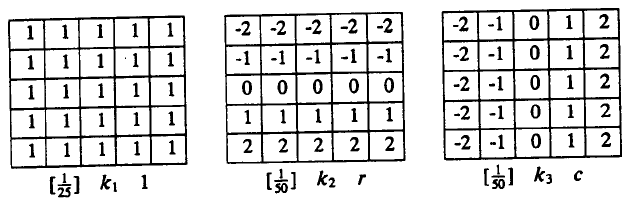 1 1 1 1 1 -2 -2 -2 -2 -2 -2 -1 0 1 2
1 1 1 1 1 -1 -1 -1 -1 -1 -2 -1 0 1 2
1 1 1 1 1 0 0 0 0 0 -2 -1 0 1 2
1 1 1 1 1 1 1 1 1 1 -2 -1 0 1 2
1 1 1 1 1 2 2 2 2 2 -2 -1 0 1 2
[1/25] k₁ 1 [1/50] k₂ r [1/50] k₃ c